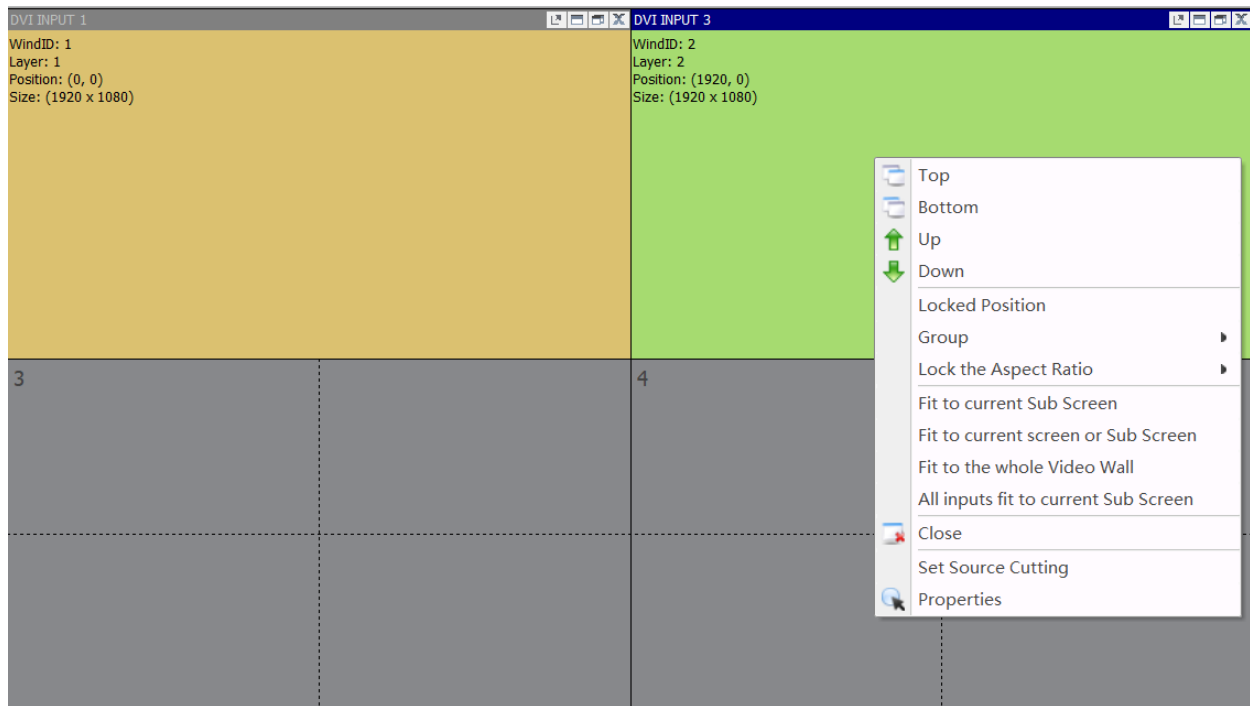 DVI INPUT 1
WindID: 1
Layer: 1
Position: (0, 0)
Size: (1920 x 1080)
DVI INPUT 3
WindID: 2
Layer: 2
Position: (1920, 0)
Size: (1920 x 1080)
3
4
Top
Bottom
Up
Down
Locked Position
Group
Lock the Aspect Ratio
Fit to current Sub Screen
Fit to current screen or Sub Screen
Fit to the whole Video Wall
All inputs fit to current Sub Screen
Close
Set Source Cutting
Properties